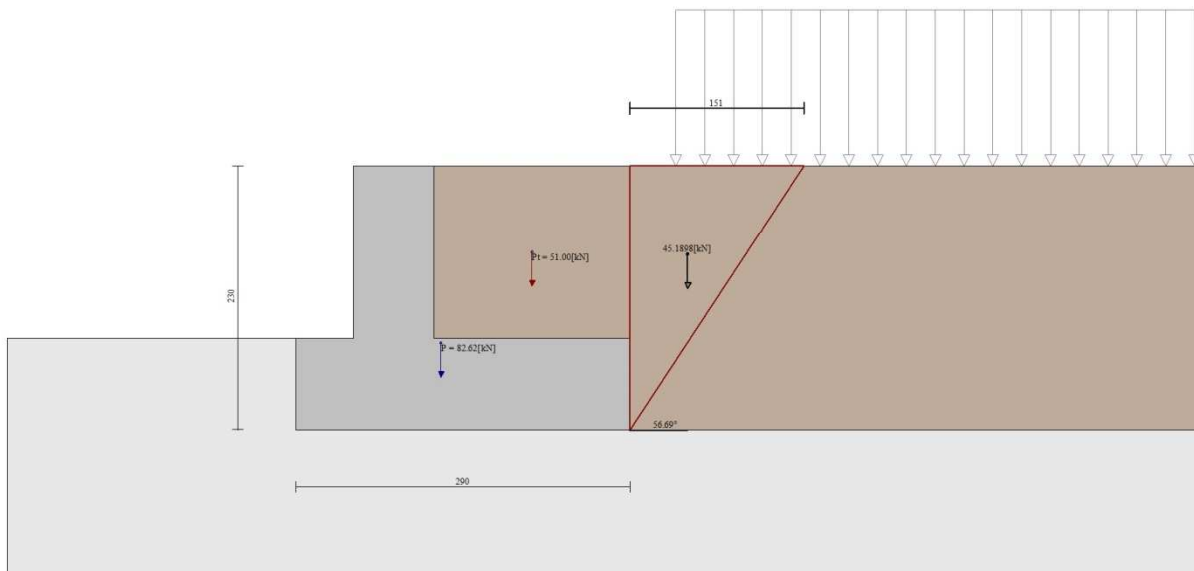 151
45.1898[kN]
Pt = 51.00[kN]
230
P = 82.62[kN]
56.69°
290